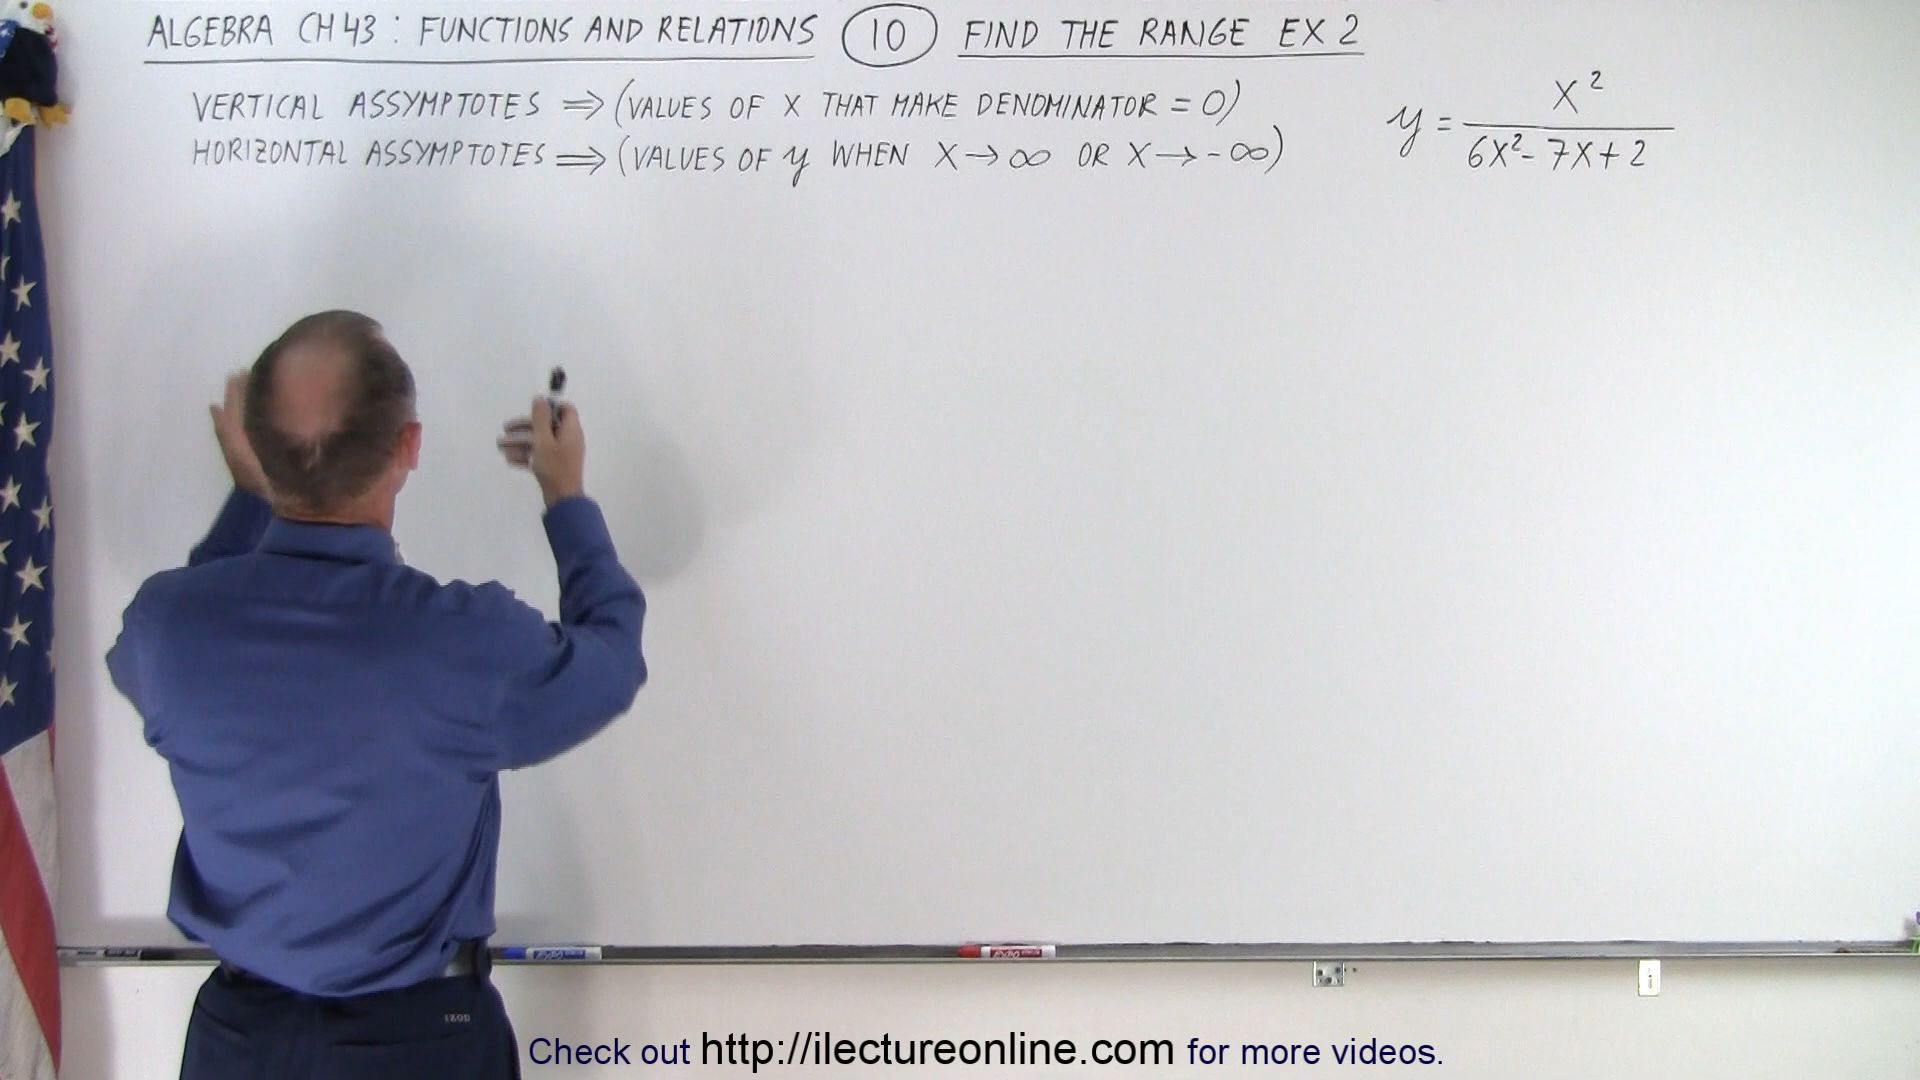 ALGEBRA CH 43 : FUNCTIONS AND RELATIONS 10 FIND THE RANGE EX 2
VERTICAL ASSYMPTOTES ⇒ (VALUES OF X THAT MAKE DENOMINATOR = 0)
HORIZONTAL ASSYMPTOTES ⇒ (VALUES OF y WHEN X → ∞ OR X → - ∞)
y = X² / 6X² - 7X + 2
GOZI
Check out http://ilectureonline.com for more videos.